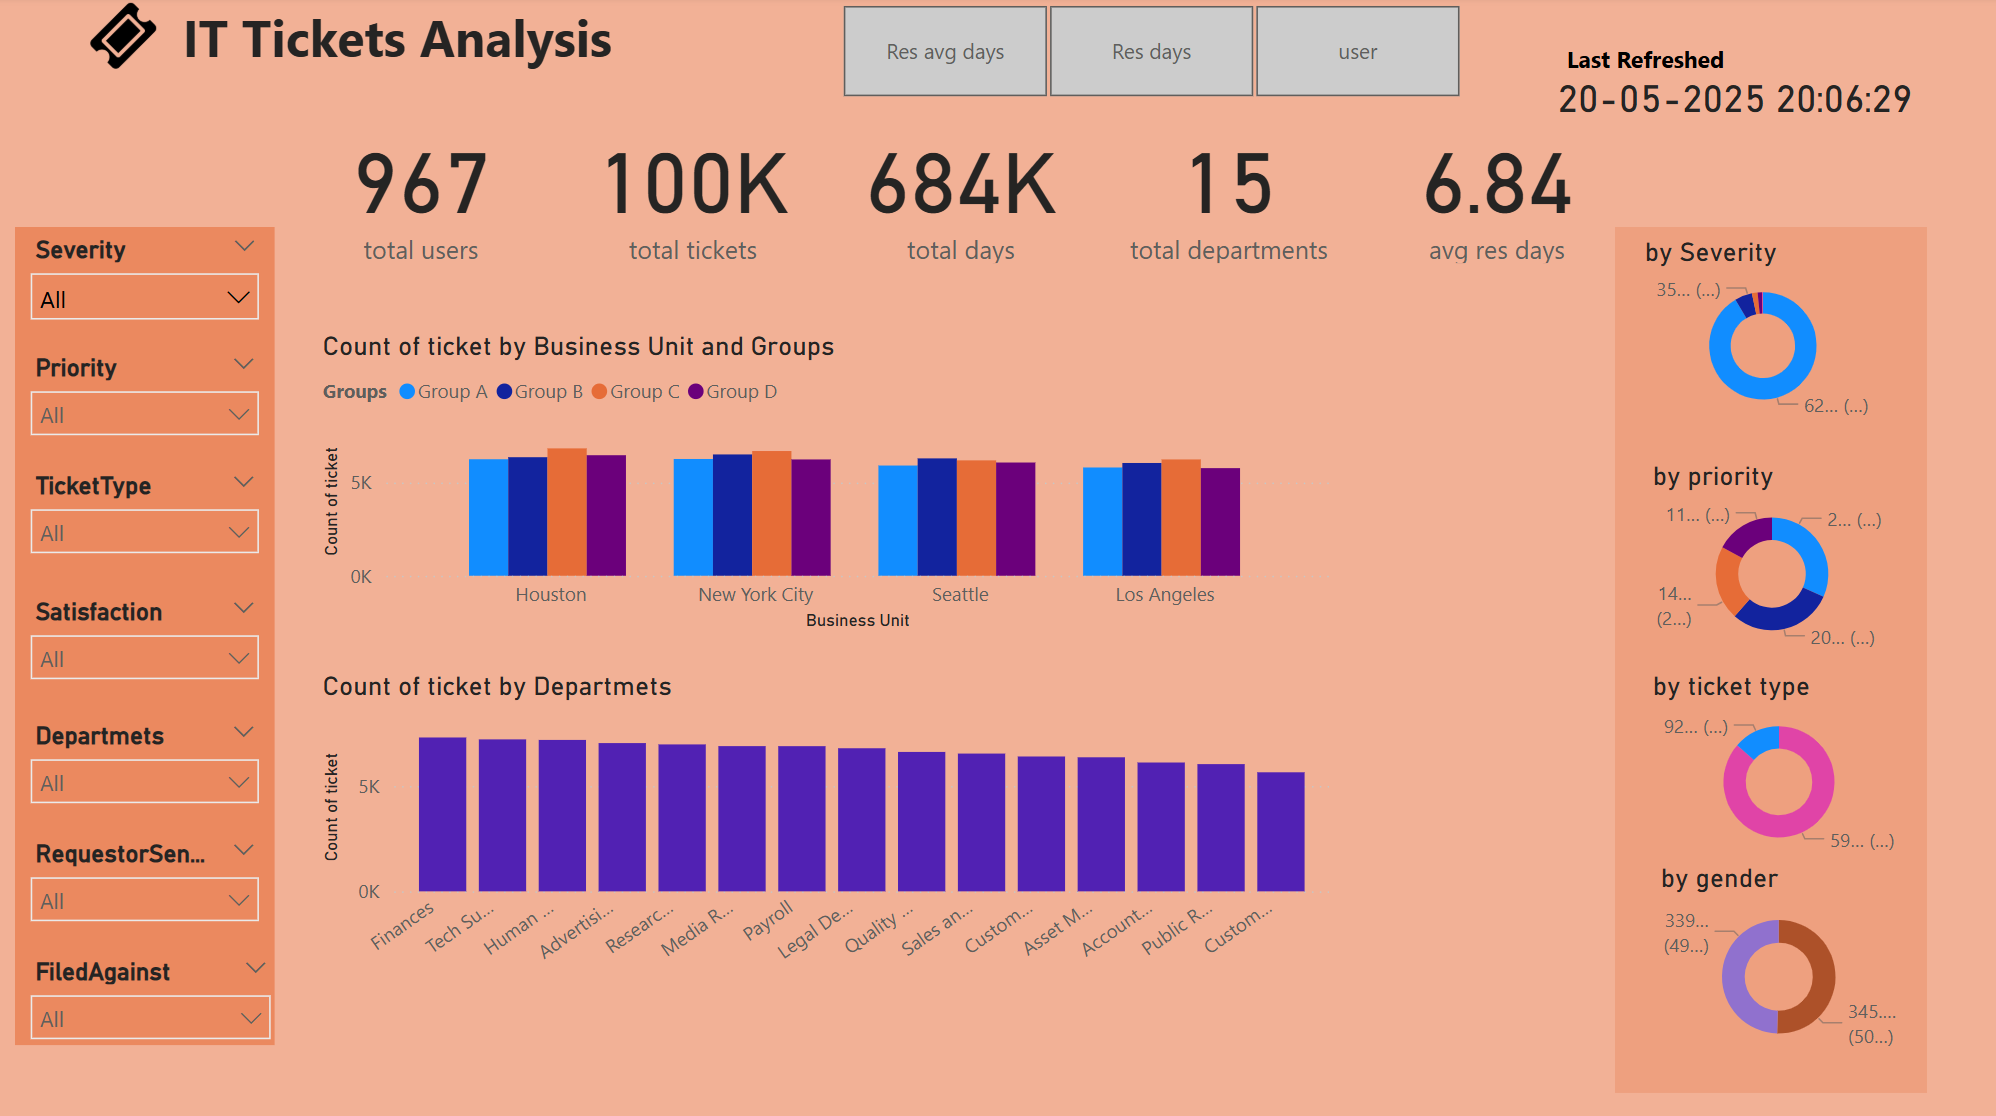 IT Tickets Analysis
Res avg days
Res days
user
Last Refreshed
20-05-2025 20:06:29
967
total users
100K
total tickets
684K
total days
15
total departments
6.84
avg res days
Severity
All
Priority
All
TicketType
All
Satisfaction
All
Departmets
All
RequestorSen...
All
FiledAgainst
All
Count of ticket by Business Unit and Groups
Groups Group A Group B Group C Group D
Count of ticket
5K
0K
Houston New York City Seattle Los Angeles
Business Unit
Count of ticket by Departmets
Count of ticket
5K
0K
Finances Tech Su... Human ... Advertisi... Researc... Media R... Payroll Legal De... Quality ... Sales an... Custom... Asset M... Account... Public R... Custom...
by Severity
35... (...)
62... (...)
by priority
11... (...)
2... (...)
14...
(2...)
20... (...)
by ticket type
92... (...)
59... (...)
by gender
339...
(49...)
345....
(50...)